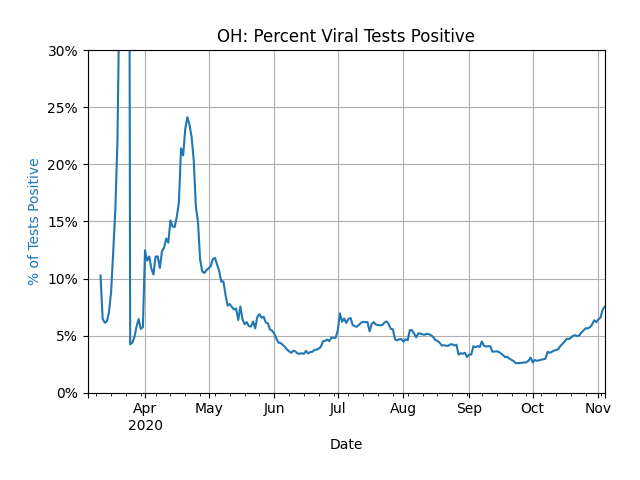 OH: Percent Viral Tests Positive
30%
25%
20%
15%
10%
5%
0%
% of Tests Positive
Apr May Jun Jul Aug Sep Oct Nov
2020
Date